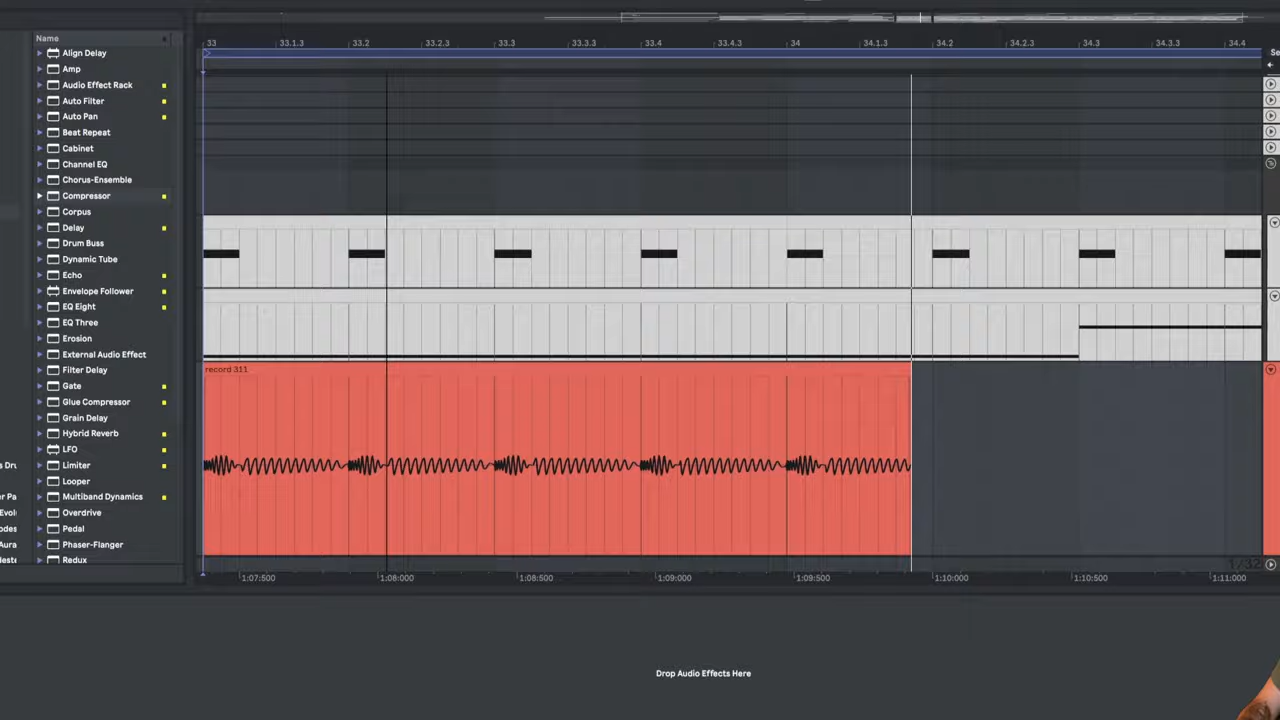 Name
Align Delay
Amp
Audio Effect Rack
Auto Filter
Auto Pan
Beat Repeat
Cabinet
Channel EQ
Chorus-Ensemble
Compressor
Corpus
Delay
Drum Buss
Dynamic Tube
Echo
Envelope Follower
EQ Eight
EQ Three
Erosion
External Audio Effect
Filter Delay
Gate
Glue Compressor
Grain Delay
Hybrid Reverb
LFO
Limiter
Looper
Multiband Dynamics
Overdrive
Pedal
Phaser-Flanger
Redux
33 33.1.3 33.2 33.2.3 33.3 33.3.3 33.4 33.4.3 34 34.1.3 34.2 34.2.3 34.3 34.3.3 34.4
Se
record 311
1/32
1:07:500 1:08:000 1:08:500 1:09:000 1:09:500 1:10:000 1:10:500 1:11:000
Drop Audio Effects Here